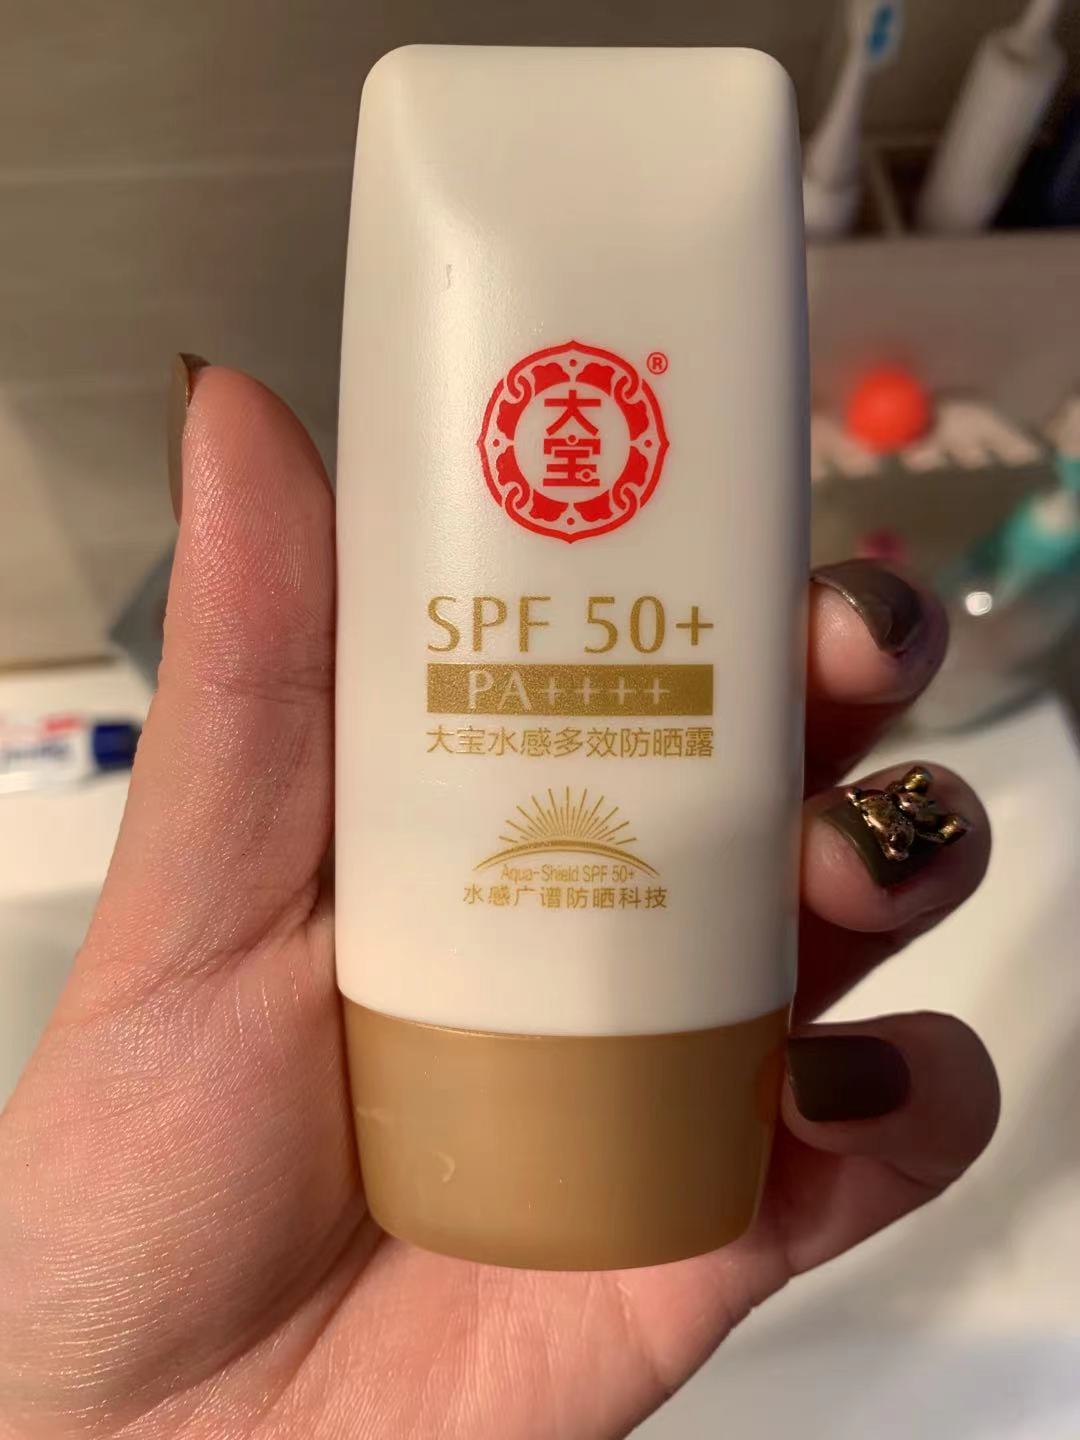 大宝
®
SPF 50+
PA++++
大宝水感多效防晒露
Aqua-Shield SPF 50+
水感广谱防晒科技